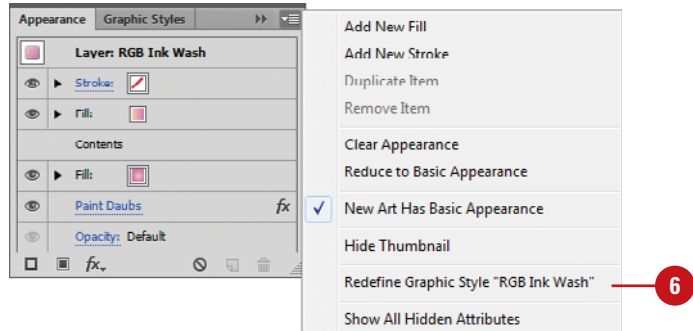 Appearance Graphic Styles
Layer: RGB Ink Wash
Stroke:
Fill:
Contents
Fill:
Paint Daubs fx
Opacity: Default
fx
Add New Fill
Add New Stroke
Duplicate Item
Remove Item
Clear Appearance
Reduce to Basic Appearance
New Art Has Basic Appearance
Hide Thumbnail
Redefine Graphic Style "RGB Ink Wash" 6
Show All Hidden Attributes